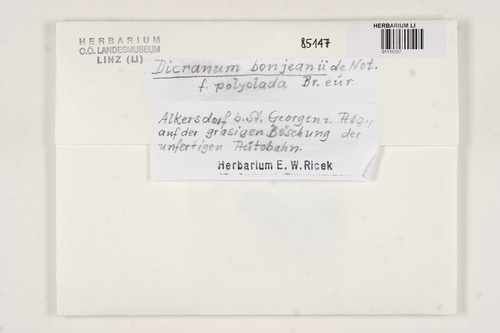 HERBARIUM
O.Ö. LANDESMUSEUM
LINZ (LI)
85147
HERBARIUM LI
Dicranum bonjeanii de Not.
f. polyclada Br. eur.
Alkersdorf b. St. Georgen i. Attg.,
auf der grasigen Böschung der
unfertigen Autobahn.
Herbarium E. W. Ricek